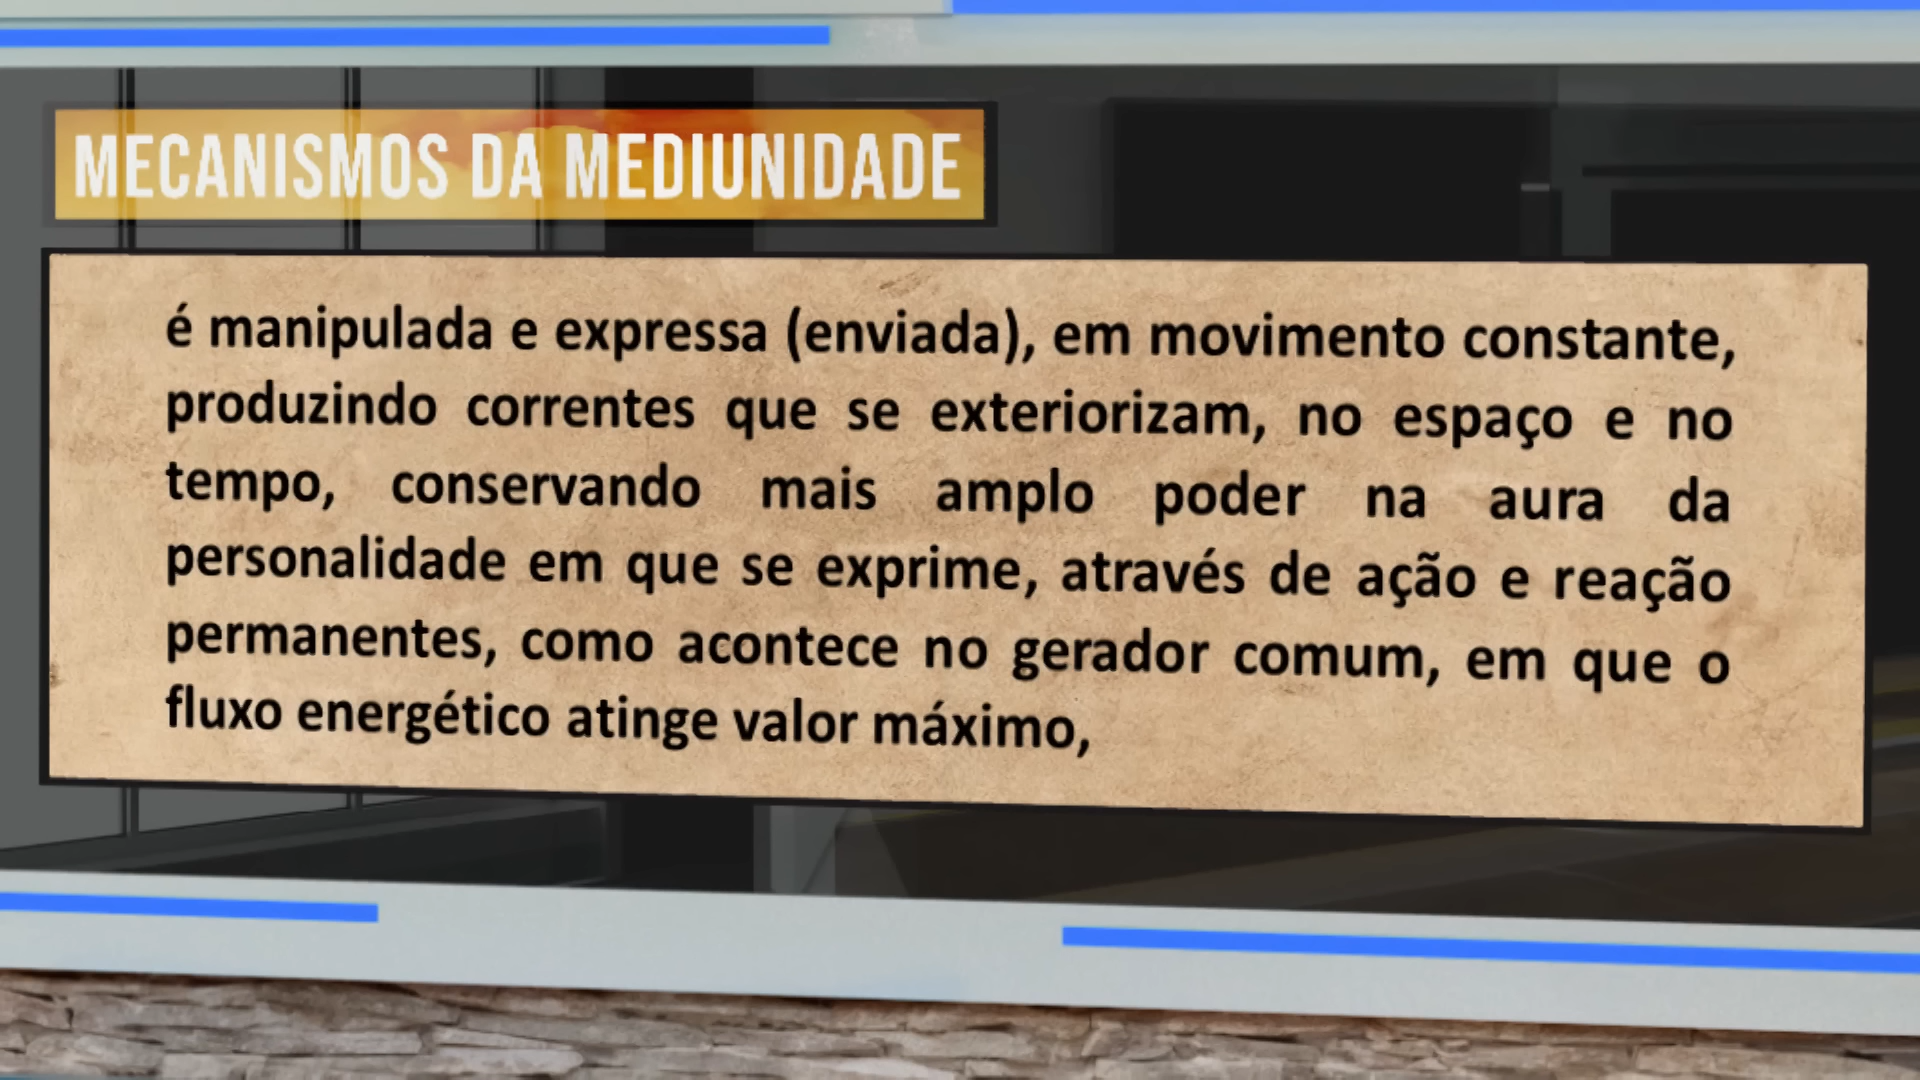 MECANISMOS DA MEDIUNIDADE
é manipulada e expressa (enviada), em movimento constante,
produzindo correntes que se exteriorizam, no espaço e no
tempo, conservando mais amplo poder na aura da
personalidade em que se exprime, através de ação e reação
permanentes, como acontece no gerador comum, em que o
fluxo energético atinge valor máximo,